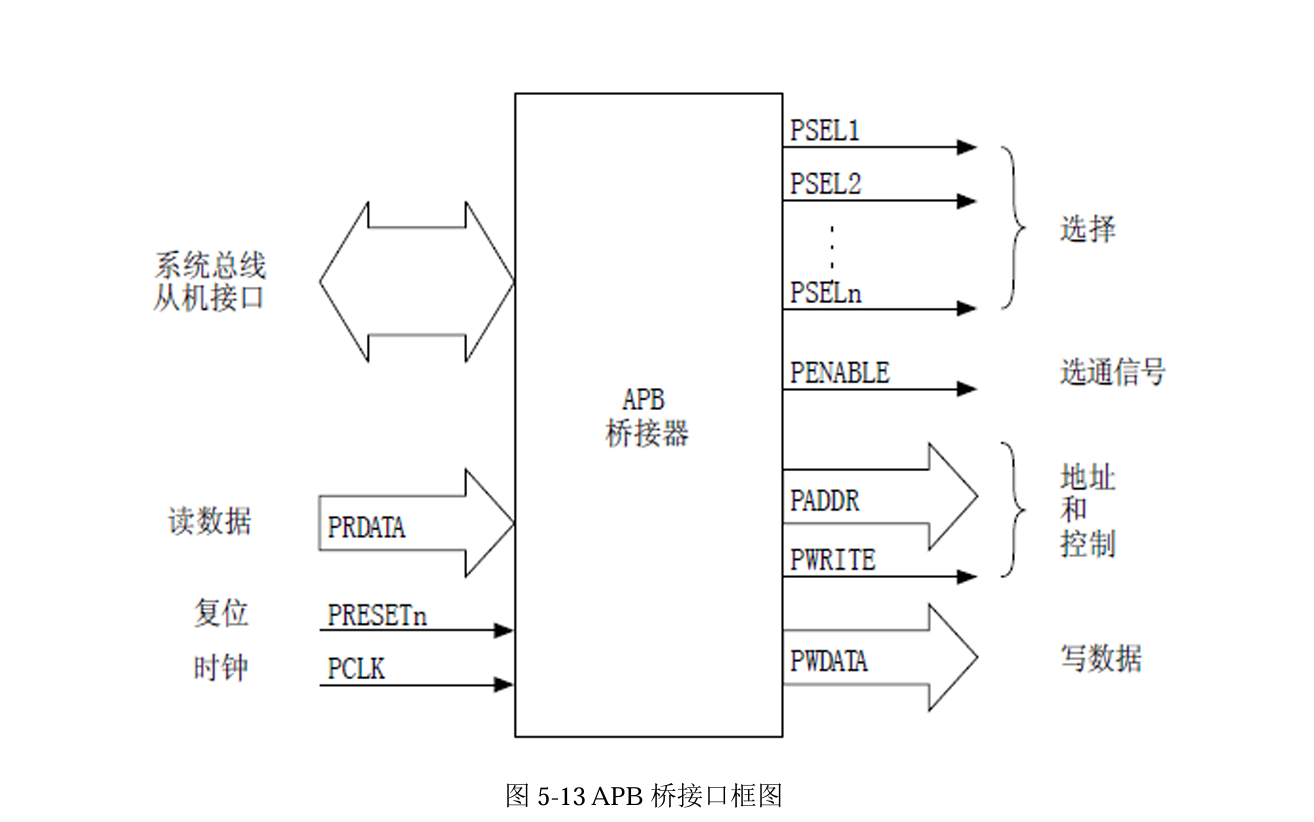 PSEL1
PSEL2
PSELn
选择
系统总线
从机接口
PENABLE
选通信号
APB
桥接器
PADDR
PWRITE
地址
和
控制
读数据
PRDATA
复位
PRESETn
时钟
PCLK
PWDATA
写数据
图 5-13 APB 桥接口框图